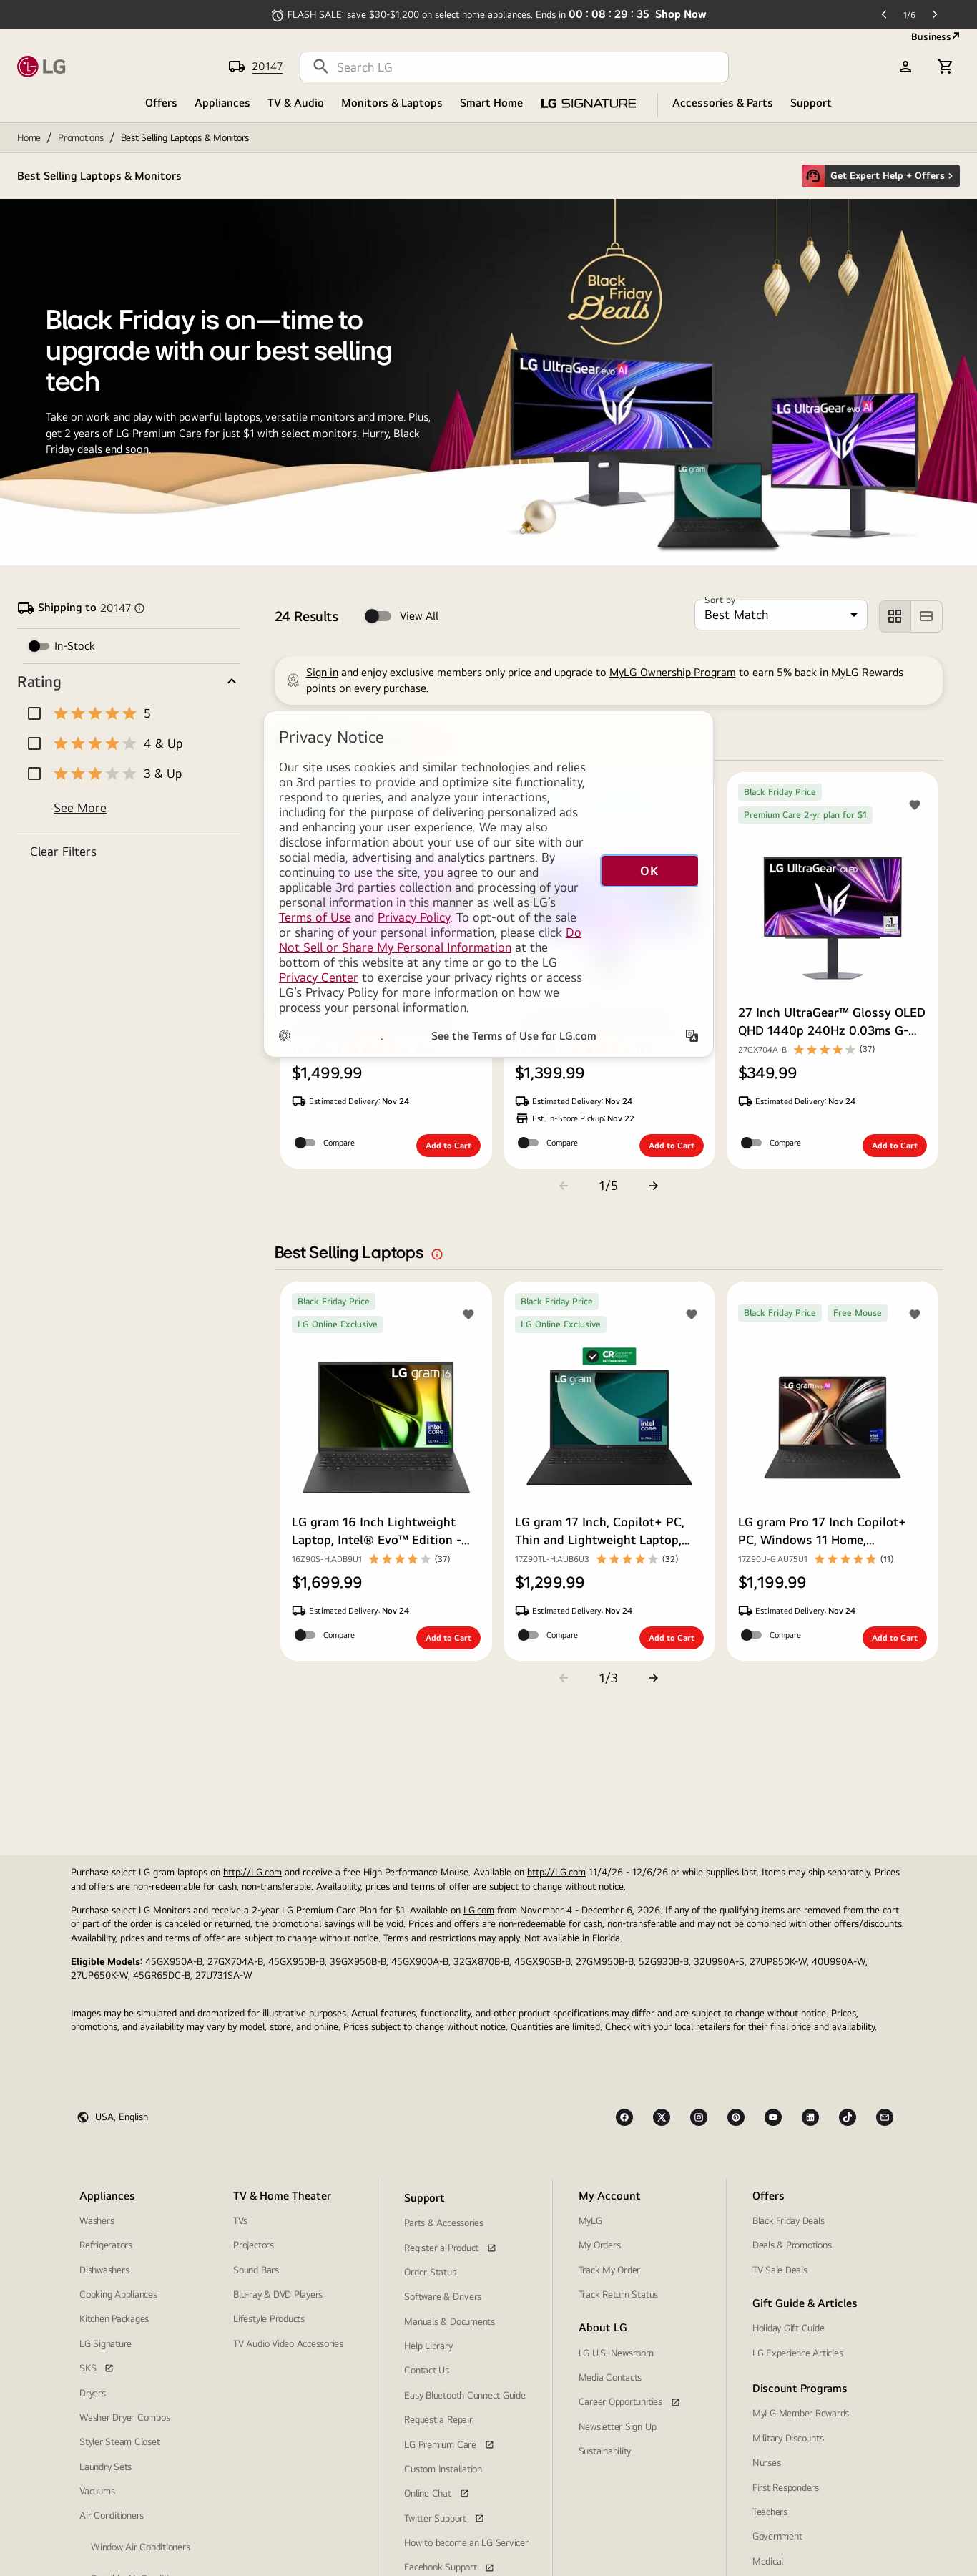 FLASH SALE: save $30-$1,200 on select home appliances. Ends in 00 : 08 : 29 : 35 Shop Now
1/6
Business
LG
20147
Search LG
Offers
Appliances
TV & Audio
Monitors & Laptops
Smart Home
LG SIGNATURE
Accessories & Parts
Support
Home / Promotions / Best Selling Laptops & Monitors
Best Selling Laptops & Monitors
Get Expert Help + Offers >
Black Friday Deals
Black Friday is on—time to
upgrade with our best selling
tech
Take on work and play with powerful laptops, versatile monitors and more. Plus,
get 2 years of LG Premium Care for just $1 with select monitors. Hurry, Black
Friday deals end soon.
LG UltraGear evo AI
LG UltraGear evo AI
LG gram
Shipping to 20147
In-Stock
Rating
5
4 & Up
3 & Up
See More
Clear Filters
24 Results
View All
Sort by
Best Match
Sign in and enjoy exclusive members only price and upgrade to MyLG Ownership Program to earn 5% back in MyLG Rewards
points on every purchase.
Privacy Notice
Our site uses cookies and similar technologies and relies
on 3rd parties to provide and optimize site functionality,
respond to queries, and analyze your interactions,
including for the purpose of delivering personalized ads
and enhancing your user experience. We may also
disclose information about your use of our site with our
social media, advertising and analytics partners. By
continuing to use the site, you agree to our and
applicable 3rd parties collection and processing of your
personal information in this manner as well as LG's
Terms of Use and Privacy Policy. To opt-out of the sale
or sharing of your personal information, please click Do
Not Sell or Share My Personal Information at the
bottom of this website at any time or go to the LG
Privacy Center to exercise your privacy rights or access
LG's Privacy Policy for more information on how we
process your personal information.
OK
See the Terms of Use for LG.com
Black Friday Price
Premium Care 2-yr plan for $1
LG UltraGear OLED
27 Inch UltraGear™ Glossy OLED
QHD 1440p 240Hz 0.03ms G-...
27GX704A-B (37)
$1,499.99
$1,399.99
$349.99
Estimated Delivery: Nov 24
Estimated Delivery: Nov 24
Estimated Delivery: Nov 24
Est. In-Store Pickup: Nov 22
Compare
Add to Cart
Compare
Add to Cart
Compare
Add to Cart
1/5
Best Selling Laptops
Black Friday Price
LG Online Exclusive
LG gram 16
intel
LG gram 16 Inch Lightweight
Laptop, Intel® Evo™ Edition -...
16Z90S-H.ADB9U1 (37)
$1,699.99
Estimated Delivery: Nov 24
Compare
Add to Cart
Black Friday Price
LG Online Exclusive
CR
LG gram
intel
LG gram 17 Inch, Copilot+ PC,
Thin and Lightweight Laptop,...
17Z90TL-H.AUB6U3 (32)
$1,299.99
Estimated Delivery: Nov 24
Compare
Add to Cart
Black Friday Price
Free Mouse
LG gram Pro AI
LG gram Pro 17 Inch Copilot+
PC, Windows 11 Home,...
17Z90U-G.AU75U1 (11)
$1,199.99
Estimated Delivery: Nov 24
Compare
Add to Cart
1/3
Purchase select LG gram laptops on http://LG.com and receive a free High Performance Mouse. Available on http://LG.com 11/4/26 - 12/6/26 or while supplies last. Items may ship separately. Prices
and offers are non-redeemable for cash, non-transferable. Availability, prices and terms of offer are subject to change without notice.
Purchase select LG Monitors and receive a 2-year LG Premium Care Plan for $1. Available on LG.com from November 4 - December 6, 2026. If any of the qualifying items are removed from the cart
or part of the order is canceled or returned, the promotional savings will be void. Prices and offers are non-redeemable for cash, non-transferable and may not be combined with other offers/discounts.
Availability, prices and terms of offer are subject to change without notice. Terms and restrictions may apply. Not available in Florida.
Eligible Models: 45GX950A-B, 27GX704A-B, 45GX950B-B, 39GX950B-B, 45GX900A-B, 32GX870B-B, 45GX90SB-B, 27GM950B-B, 52G930B-B, 32U990A-S, 27UP850K-W, 40U990A-W,
27UP650K-W, 45GR65DC-B, 27U731SA-W
Images may be simulated and dramatized for illustrative purposes. Actual features, functionality, and other product specifications may differ and are subject to change without notice. Prices,
promotions, and availability may vary by model, store, and online. Prices subject to change without notice. Quantities are limited. Check with your local retailers for their final price and availability.
USA, English
Appliances
Washers
Refrigerators
Dishwashers
Cooking Appliances
Kitchen Packages
LG Signature
SKS
Dryers
Washer Dryer Combos
Styler Steam Closet
Laundry Sets
Vacuums
Air Conditioners
Window Air Conditioners
TV & Home Theater
TVs
Projectors
Sound Bars
Blu-ray & DVD Players
Lifestyle Products
TV Audio Video Accessories
Support
Parts & Accessories
Register a Product
Order Status
Software & Drivers
Manuals & Documents
Help Library
Contact Us
Easy Bluetooth Connect Guide
Request a Repair
LG Premium Care
Custom Installation
Online Chat
Twitter Support
How to become an LG Servicer
Facebook Support
My Account
MyLG
My Orders
Track My Order
Track Return Status
About LG
LG U.S. Newsroom
Media Contacts
Career Opportunities
Newsletter Sign Up
Sustainability
Offers
Black Friday Deals
Deals & Promotions
TV Sale Deals
Gift Guide & Articles
Holiday Gift Guide
LG Experience Articles
Discount Programs
MyLG Member Rewards
Military Discounts
Nurses
First Responders
Teachers
Government
Medical